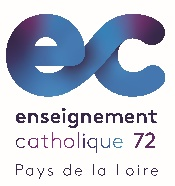 ec
enseignement
catholique 72
Pays de la Loire